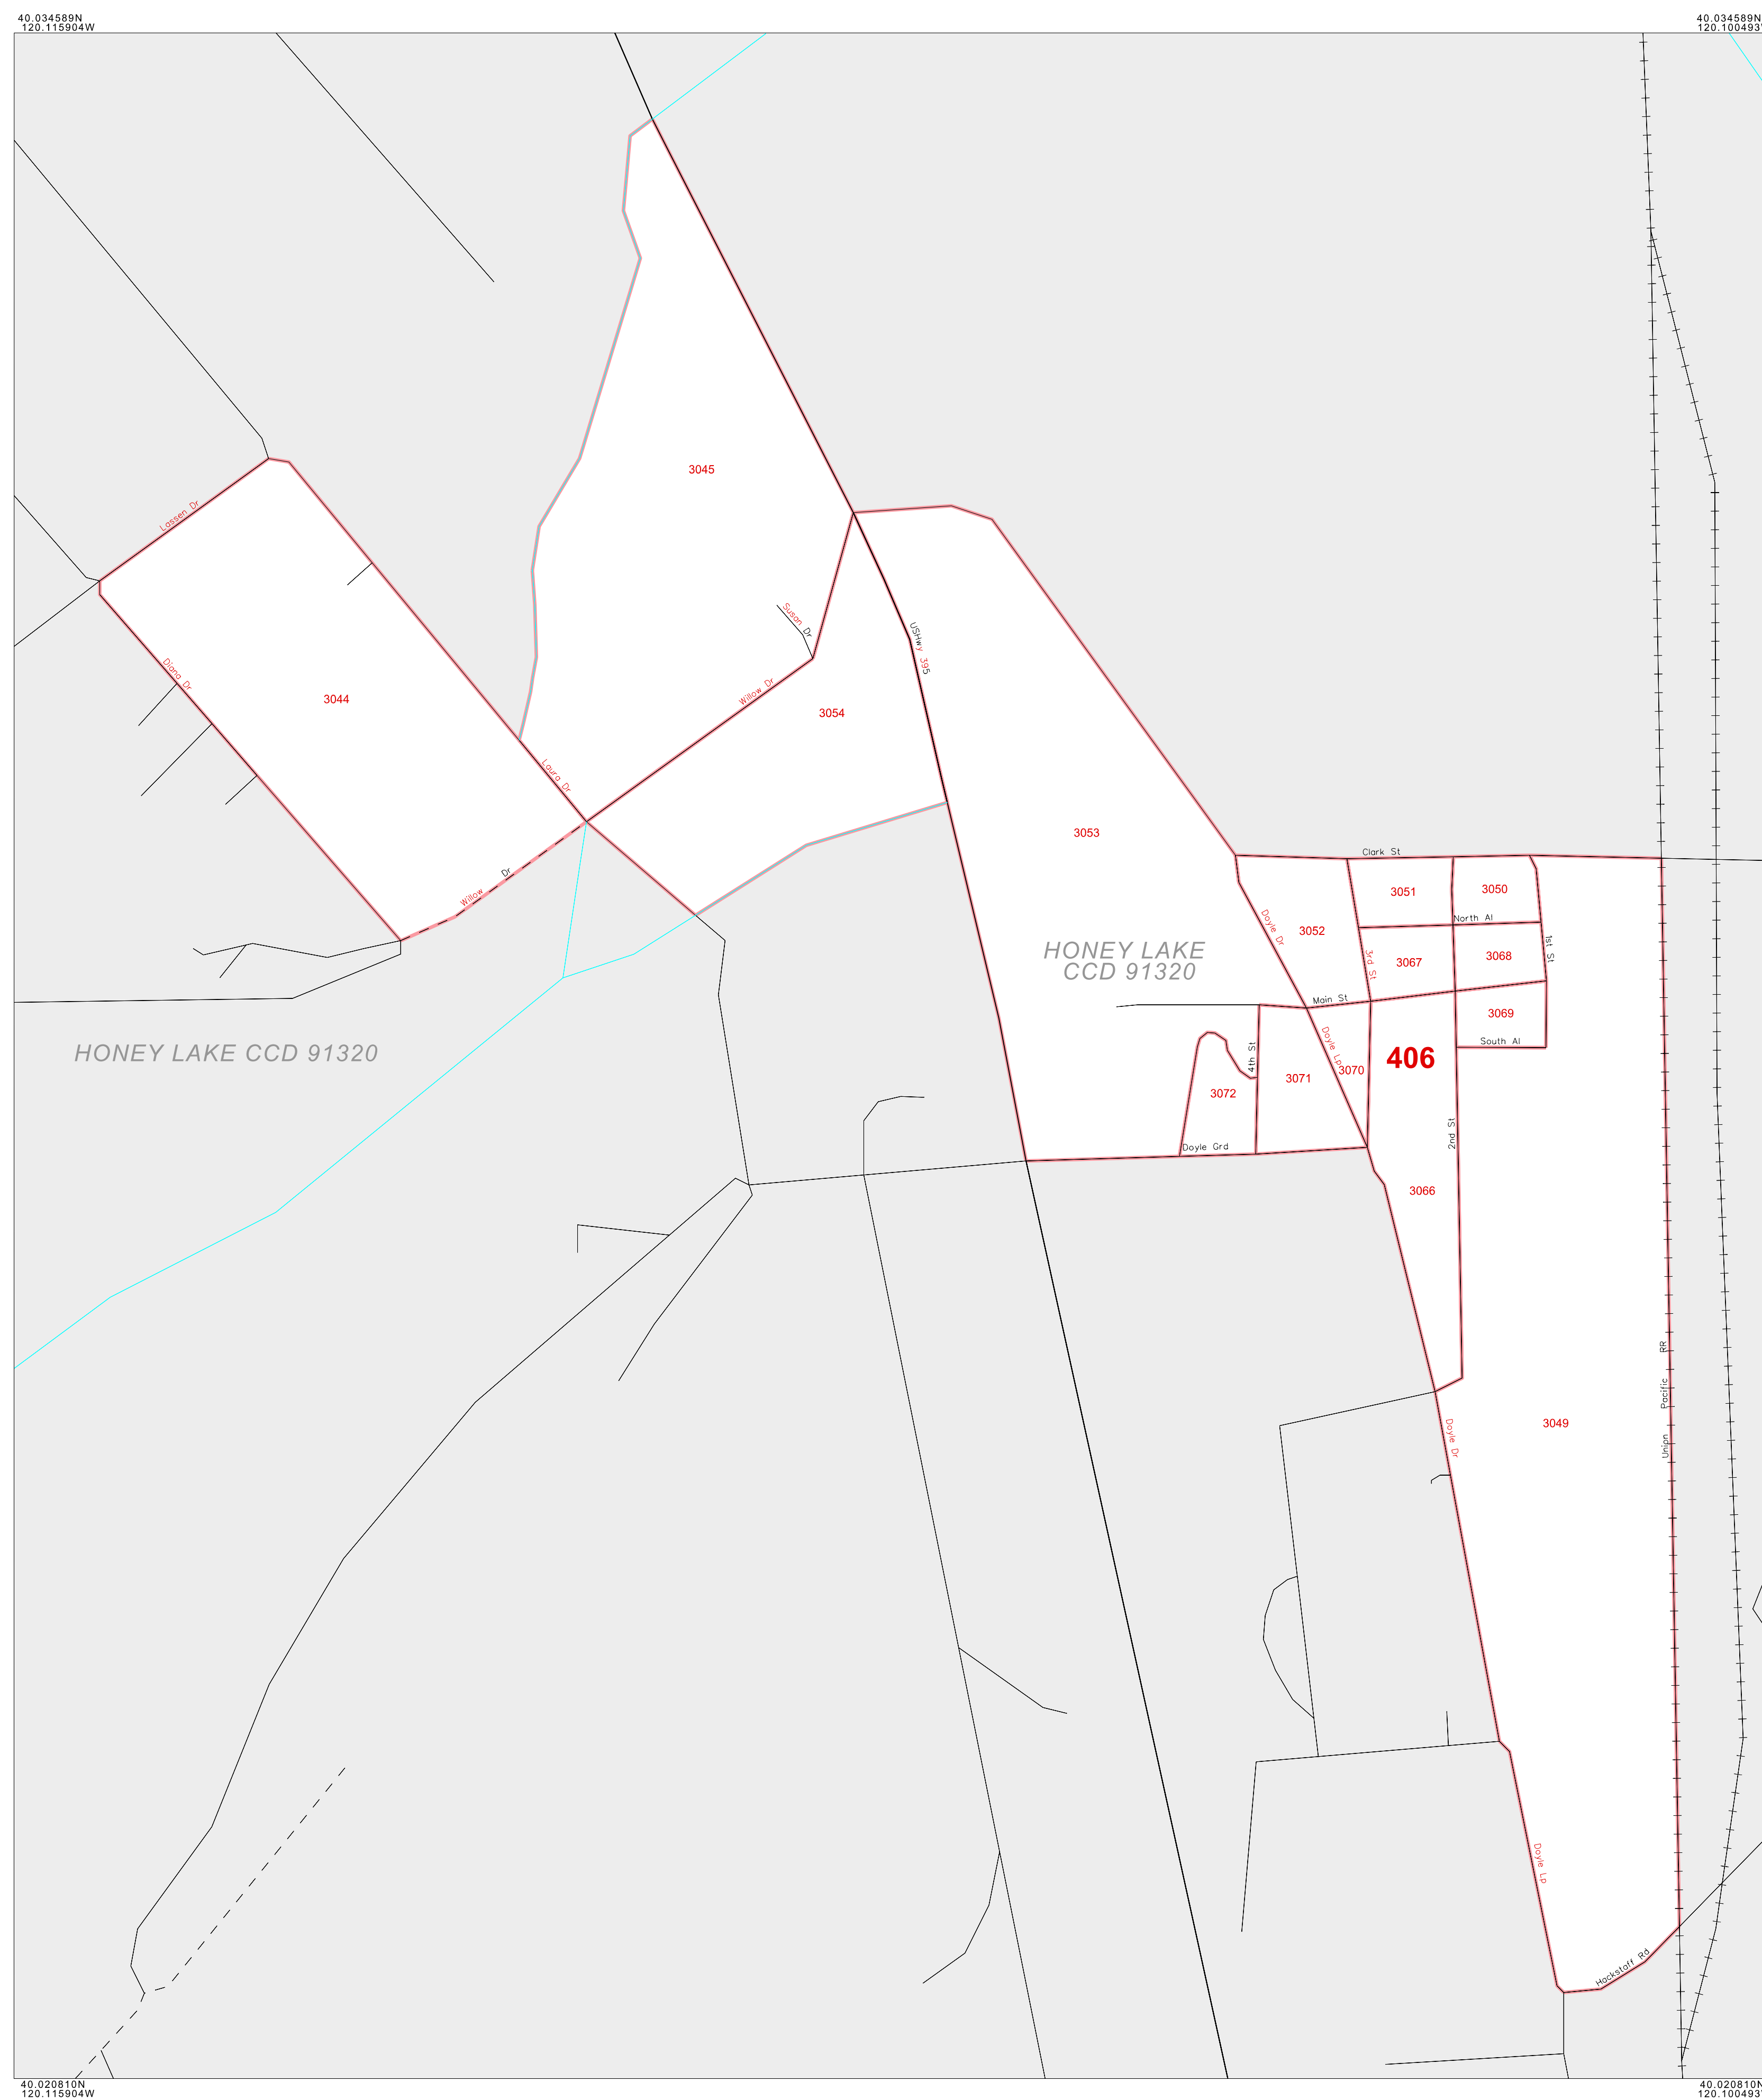 40.034589N
120.115904W
40.034589N
120.100493W
3045
Lassen Dr
Susan Dr
USHwy 395
Diana Dr
3044
Willow Dr
3054
Laura Dr
3053
Clark St
3051
3050
North Al
Willow Dr
Doyle Dr
3052
HONEY LAKE
CCD 91320
3rd St
3067
3068
1st St
Main St
3069
South Al
HONEY LAKE CCD 91320
4th St
Doyle Lp
406
3070
3071
3072
2nd St
Doyle Grd
3066
Union Pacific RR
3049
Doyle Dr
Doyle Lp
Hockstaff Rd
40.020810N
120.115904W
40.020810N
120.100493W